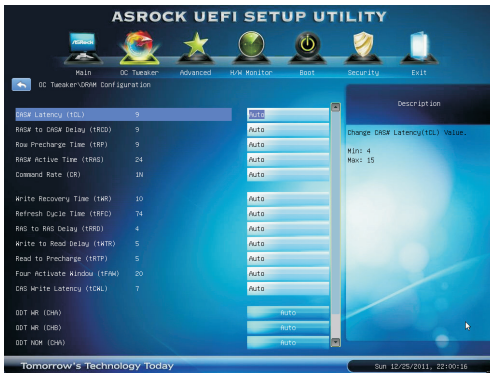 ASROCK UEFI SETUP UTILITY
ASRock
Main OC Tweaker Advanced H/W Monitor Boot Security Exit
OC Tweaker\DRAM Configuration
Description
CAS# Latency (tCL) 9 Auto
Change CAS# Latency(tCL) Value.
RAS# to CAS# Delay (tRCD) 9 Auto
Row Precharge Time (tRP) 9 Auto
Min: 4
Max: 15
RAS# Active Time (tRAS) 24 Auto
Command Rate (CR) 1N Auto
Write Recovery Time (tWR) 10 Auto
Refresh Cycle Time (tRFC) 74 Auto
RAS to RAS Delay (tRRD) 4 Auto
Write to Read Delay (tWTR) 5 Auto
Read to Precharge (tRTP) 5 Auto
Four Activate Window (tFAW) 20 Auto
CAS Write Latency (tCWL) 7 Auto
ODT WR (CHA) Auto
ODT WR (CHB) Auto
ODT NOM (CHA) Auto
Tomorrow's Technology Today
Sun 12/25/2011, 22:00:16